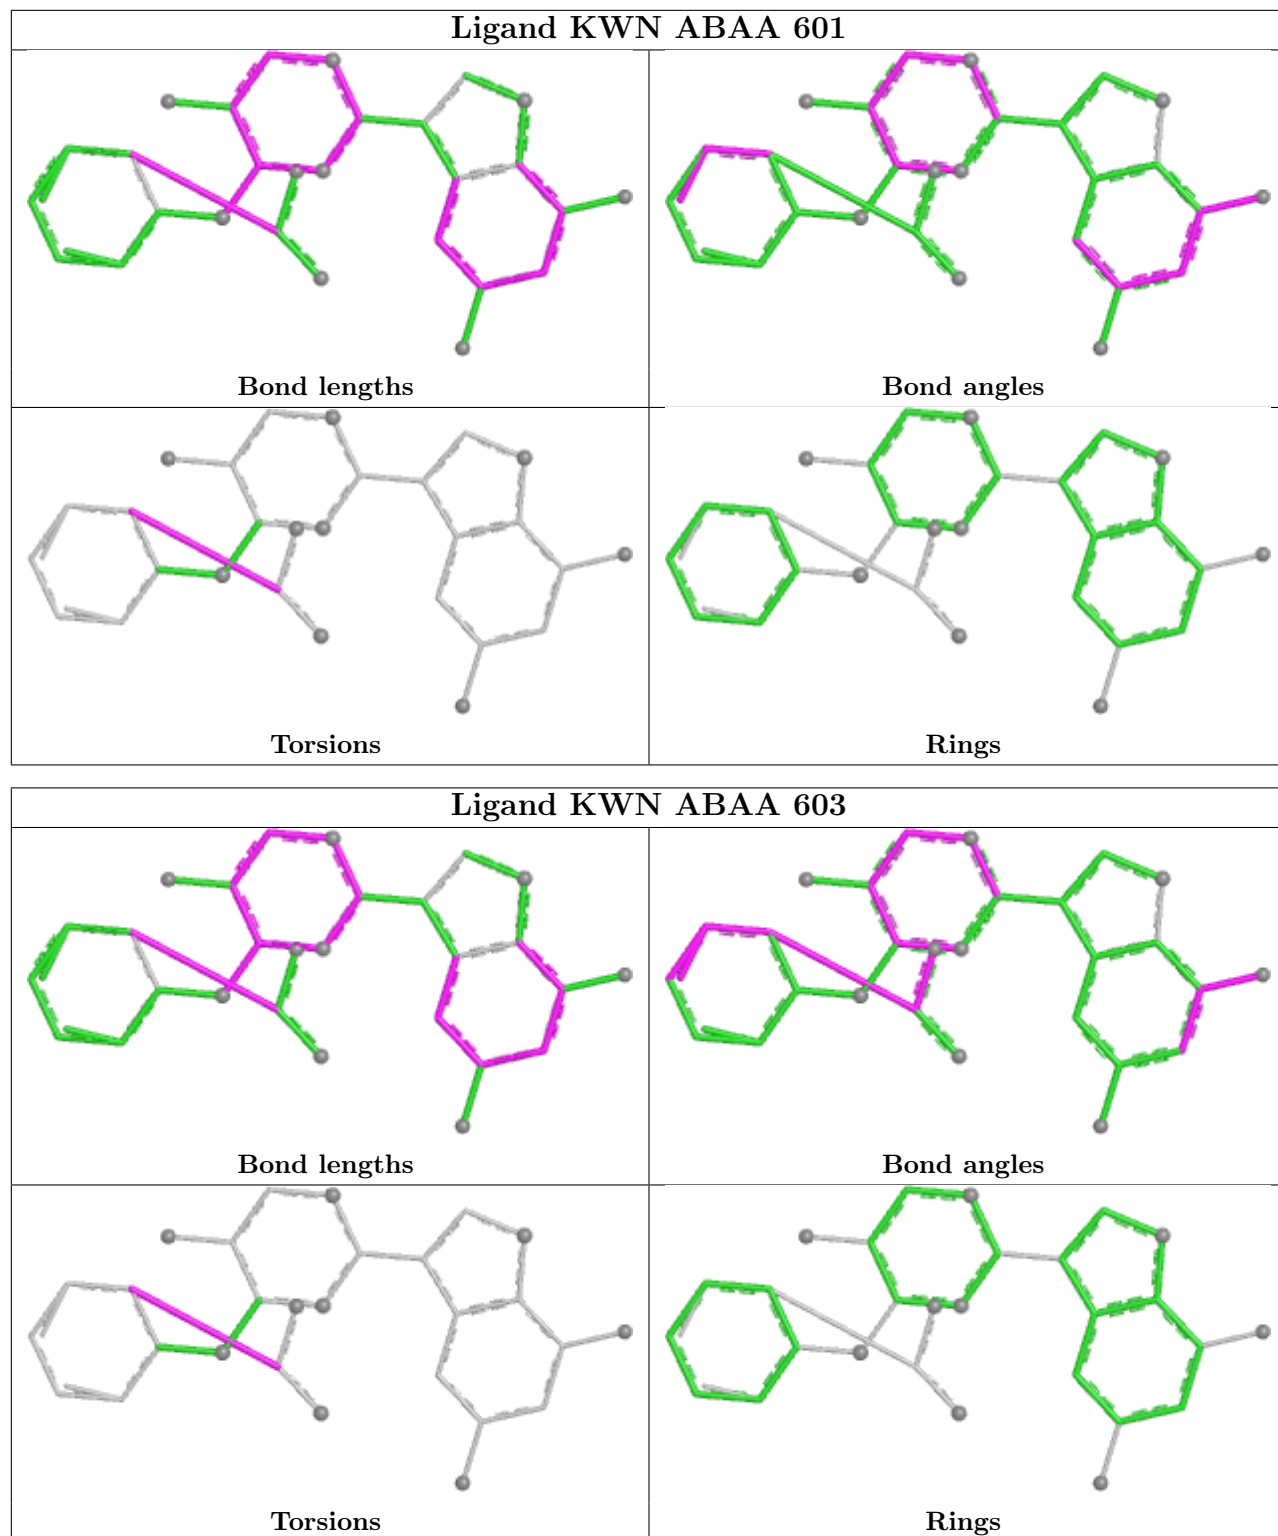 Ligand KWN ABAA 601
Bond lengths
Bond angles
Torsions
Rings
Ligand KWN ABAA 603
Bond lengths
Bond angles
Torsions
Rings